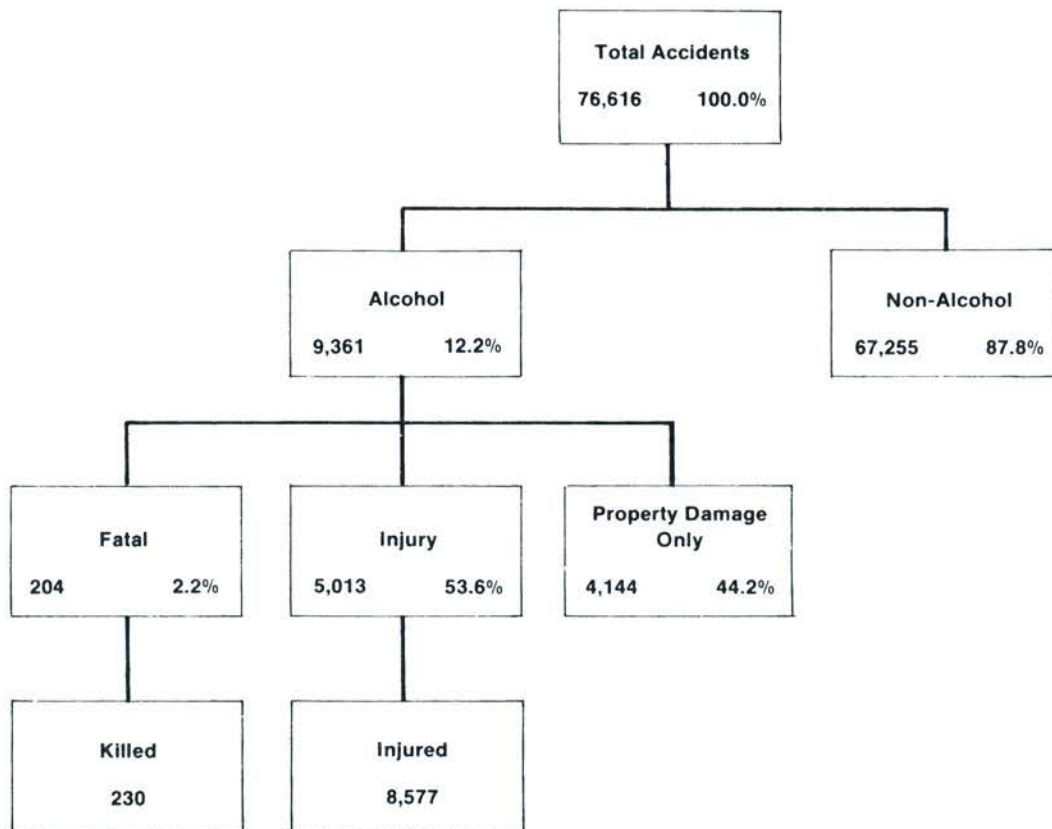 Total Accidents
76,616 100.0%
Alcohol
9,361 12.2%
Non-Alcohol
67,255 87.8%
Fatal
204 2.2%
Injury
5,013 53.6%
Property Damage
Only
4,144 44.2%
Killed
230
Injured
8,577